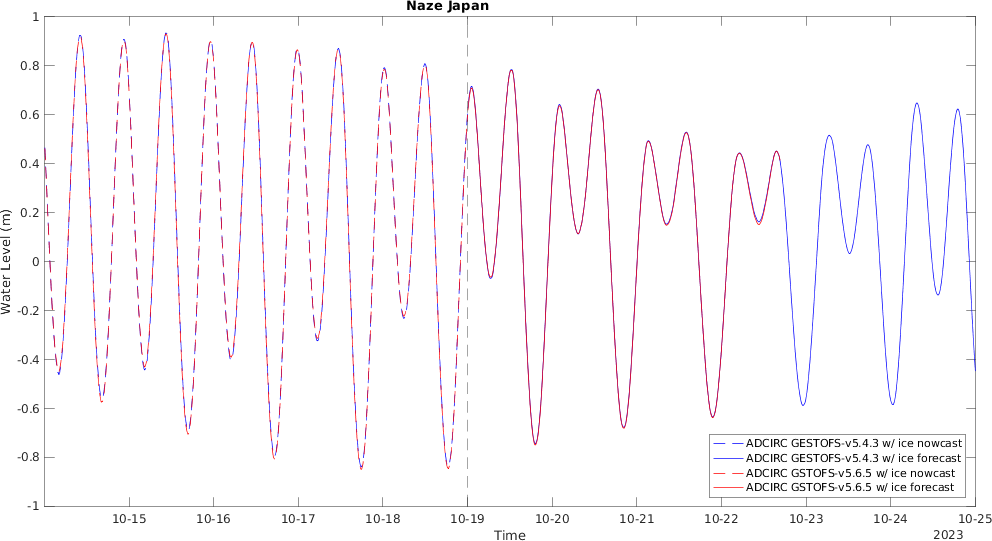 Naze Japan
Water Level (m)
1
0.8
0.6
0.4
0.2
0
-0.2
-0.4
-0.6
-0.8
-1
10-15 10-16 10-17 10-18 10-19 10-20 10-21 10-22 10-23 10-24 10-25
Time
2023
ADCIRC GESTOFS-v5.4.3 w/ ice nowcast
ADCIRC GESTOFS-v5.4.3 w/ ice forecast
ADCIRC GSTOFS-v5.6.5 w/ ice nowcast
ADCIRC GSTOFS-v5.6.5 w/ ice forecast